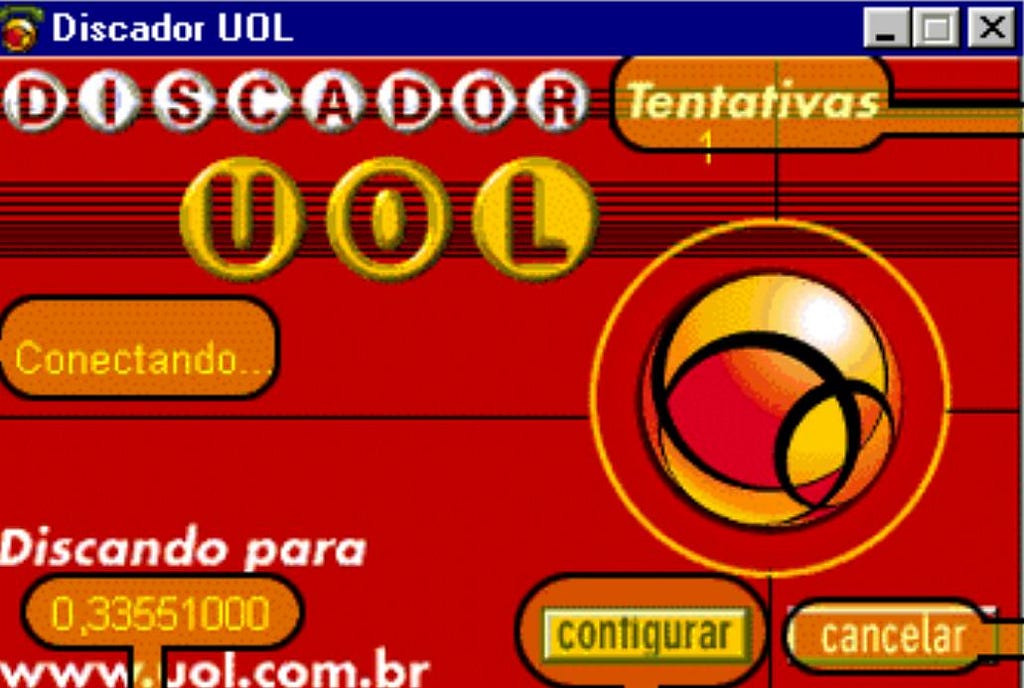 Discador UOL
DISCADOR
Tentativas
1
UOL
Conectando...
Discando para
0,33551000
configurar
cancelar
www.uol.com.br